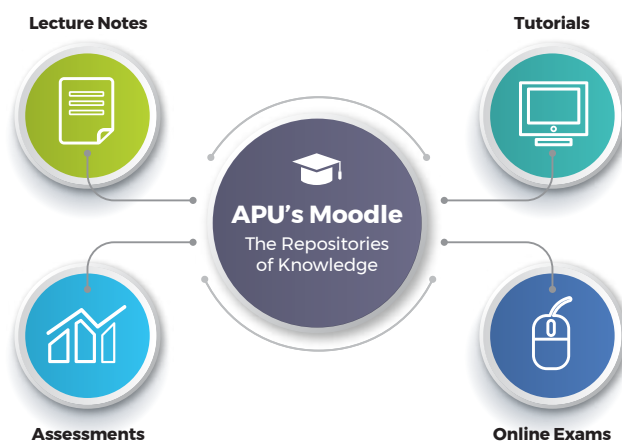 Lecture Notes
Tutorials
APU's Moodle
The Repositories
of Knowledge
Assessments
Online Exams